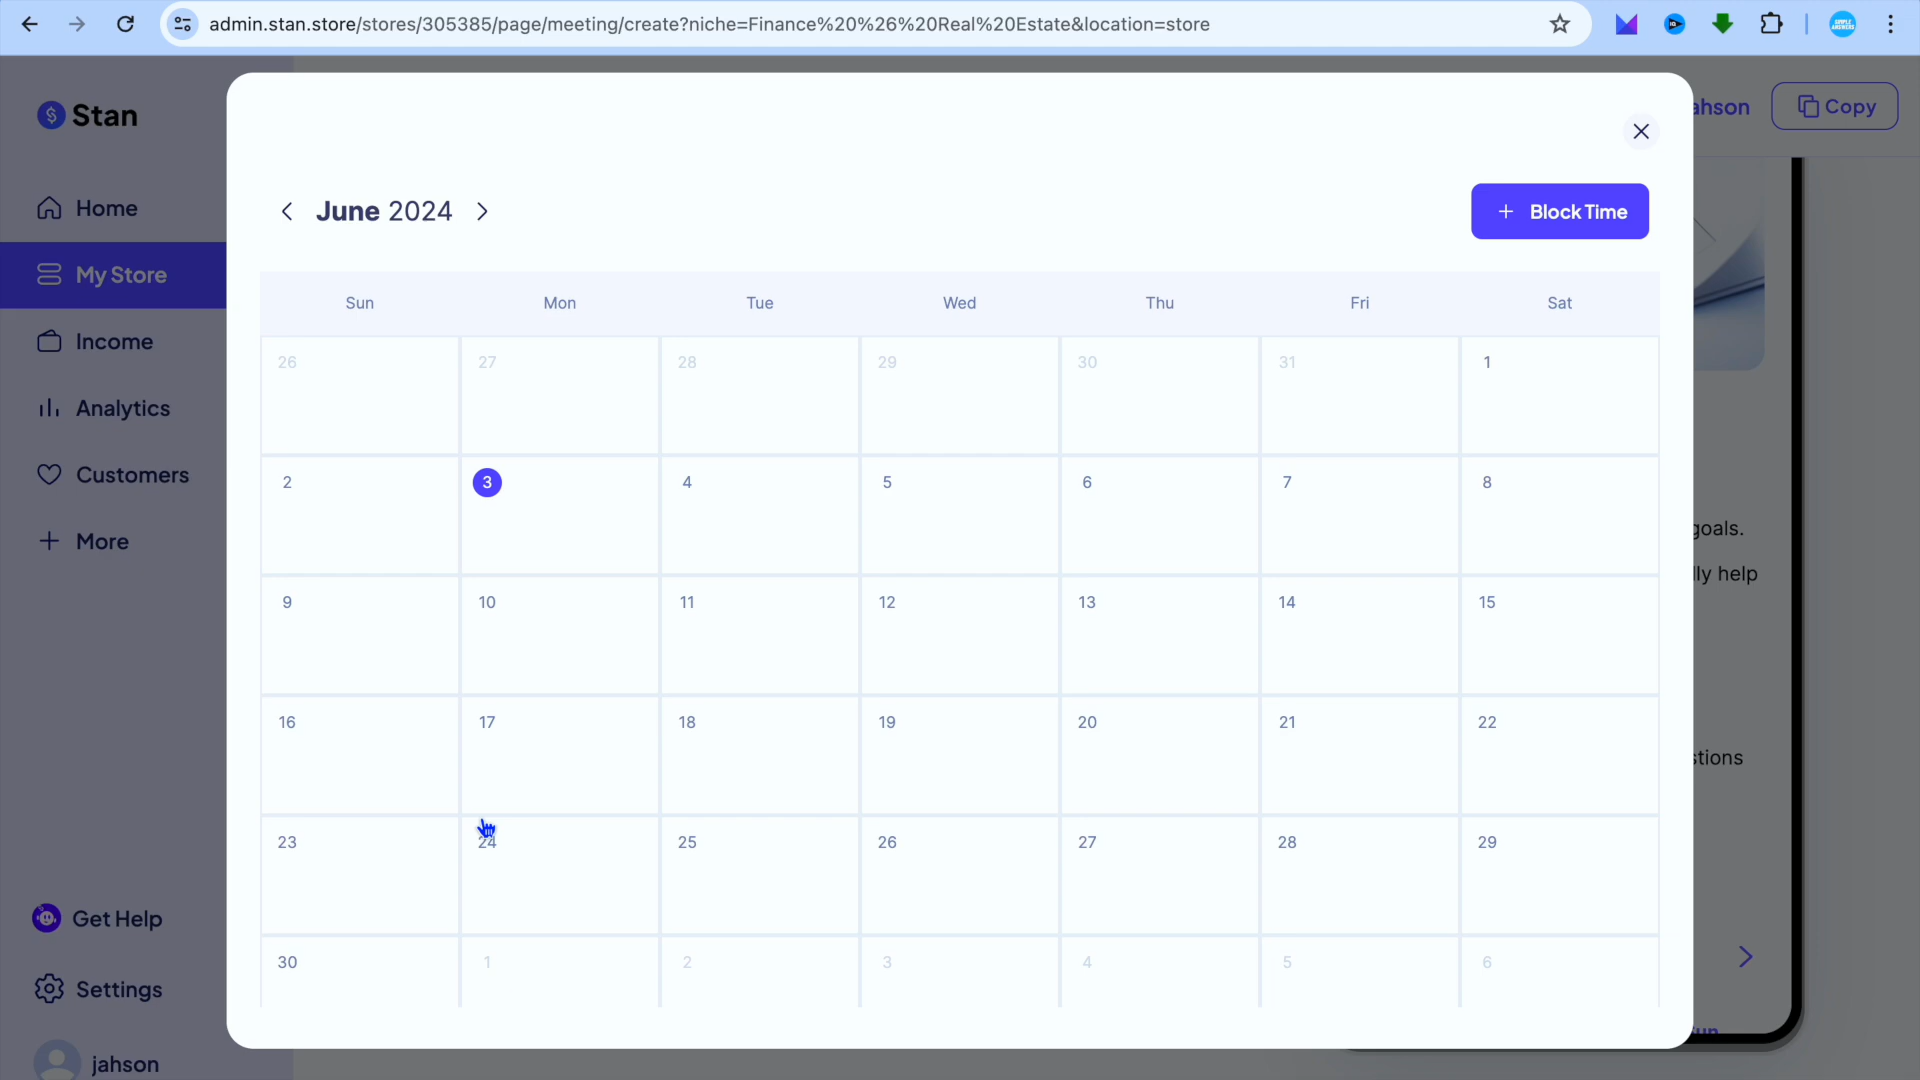 admin.stan.store/stores/305385/page/meeting/create?niche=Finance%20%26%20Real%20Estate&location=store
Stan
ahson
Copy
Home
My Store
Income
Analytics
Customers
More
Get Help
Settings
jahson
June 2024
+ Block Time
Sun Mon Tue Wed Thu Fri Sat
26 27 28 29 30 31 1
2 3 4 5 6 7 8
9 10 11 12 13 14 15
16 17 18 19 20 21 22
23 24 25 26 27 28 29
30 1 2 3 4 5 6
goals.
lly help
stions